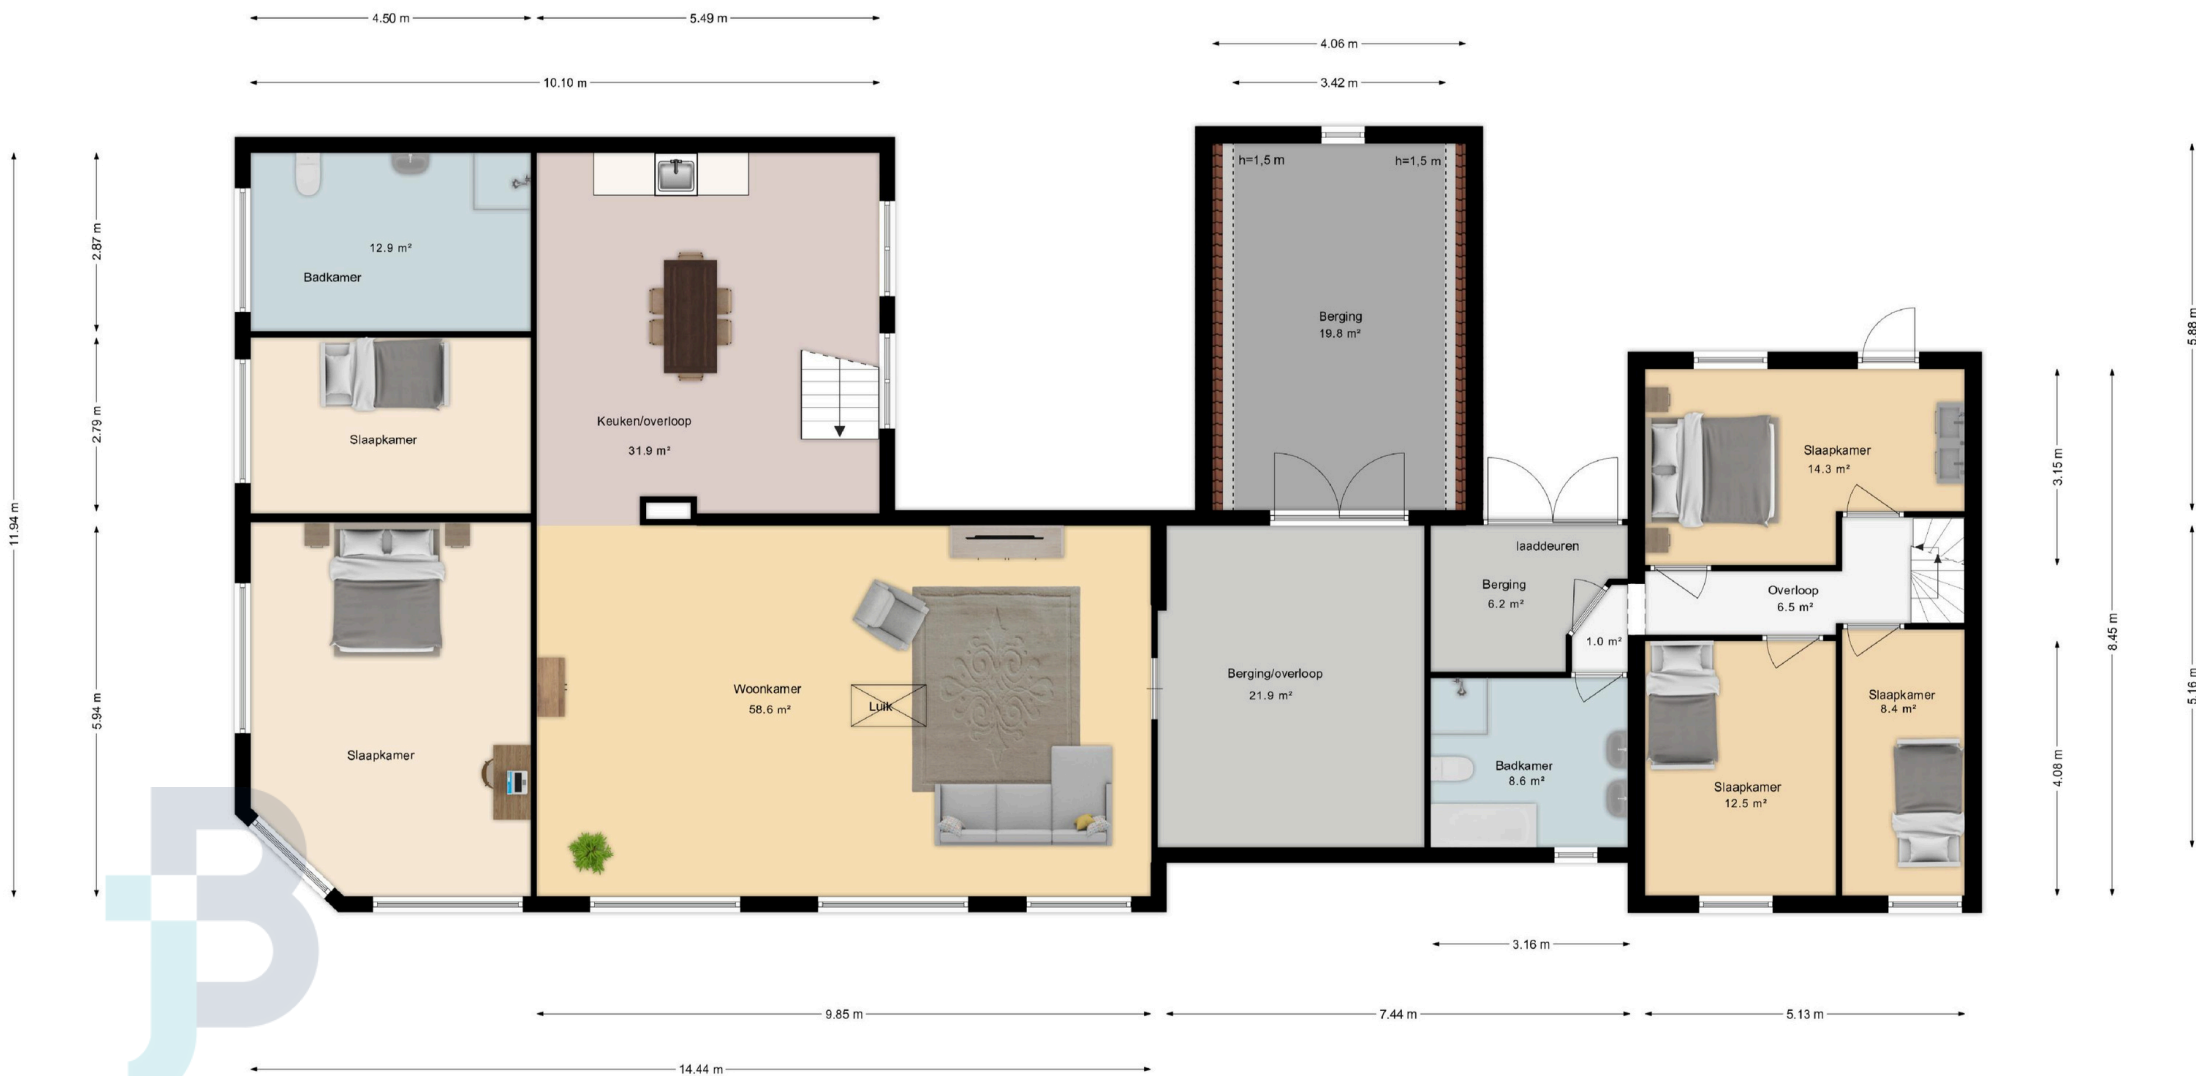 4.50 m
5.49 m
4.06 m
10.10 m
3.42 m
h=1,5 m
h=1,5 m
2.87 m
12.9 m²
Badkamer
Berging
19.8 m²
5.88 m
2.79 m
Slaapkamer
Keuken/overloop
31.9 m²
Slaapkamer
14.3 m²
3.15 m
11.94 m
laaddeuren
Berging
6.2 m²
Overloop
6.5 m²
1.0 m²
8.45 m
5.94 m
Woonkamer
58.6 m²
Luik
Berging/overloop
21.9 m²
Slaapkamer
8.4 m²
5.16 m
Slaapkamer
Badkamer
8.6 m²
Slaapkamer
12.5 m²
4.08 m
3.16 m
9.85 m
7.44 m
5.13 m
14.44 m
jB